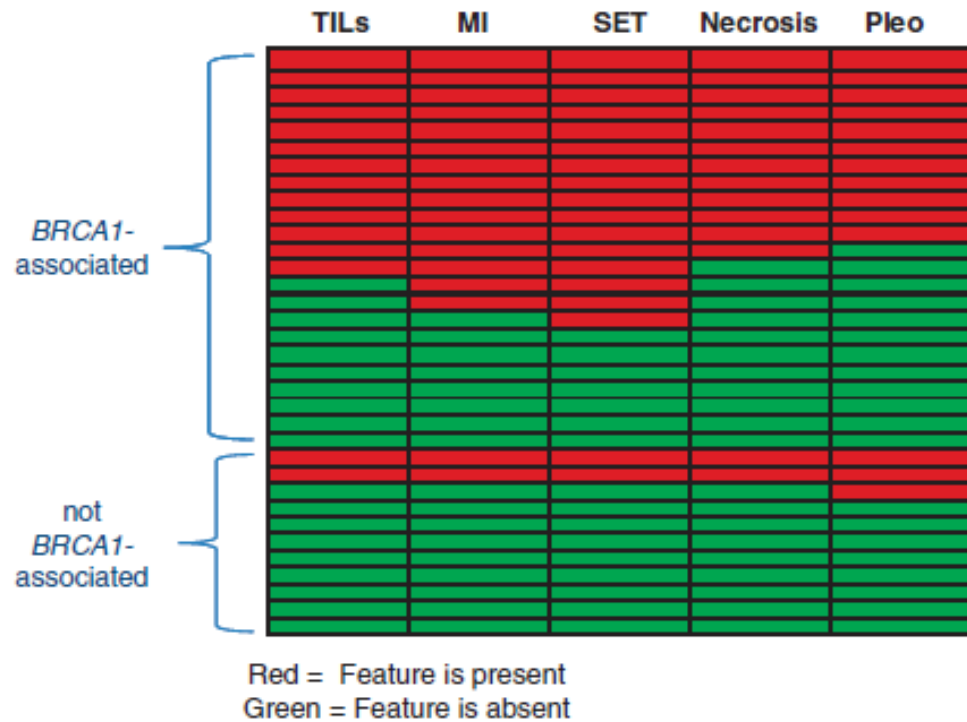 TILs MI SET Necrosis Pleo
BRCA1-
associated
not
BRCA1-
associated
Red = Feature is present
Green = Feature is absent